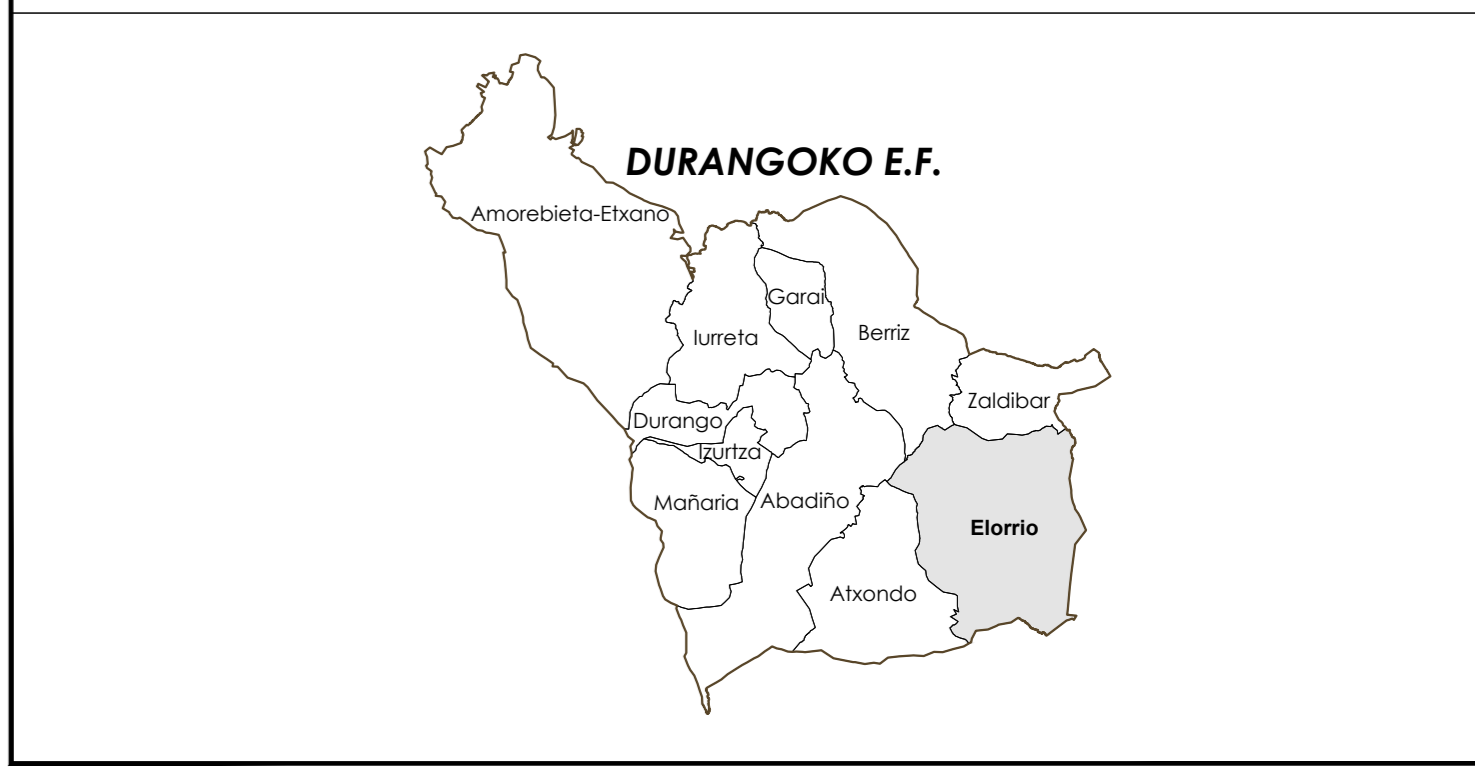 DURANGOKO E.F.
Amorebieta-Etxano
Garai
Iurreta
Berriz
Zaldibar
Durango
Izurtza
Mañaria
Abadiño
Elorrio
Atxondo